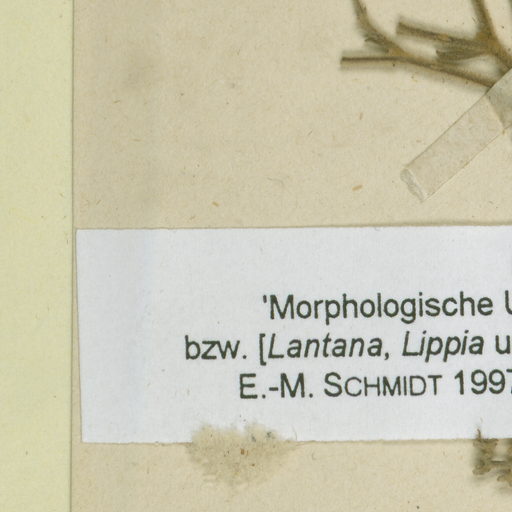 'Morphologische U
bzw. [Lantana, Lippia u
E.-M. SCHMIDT 1997